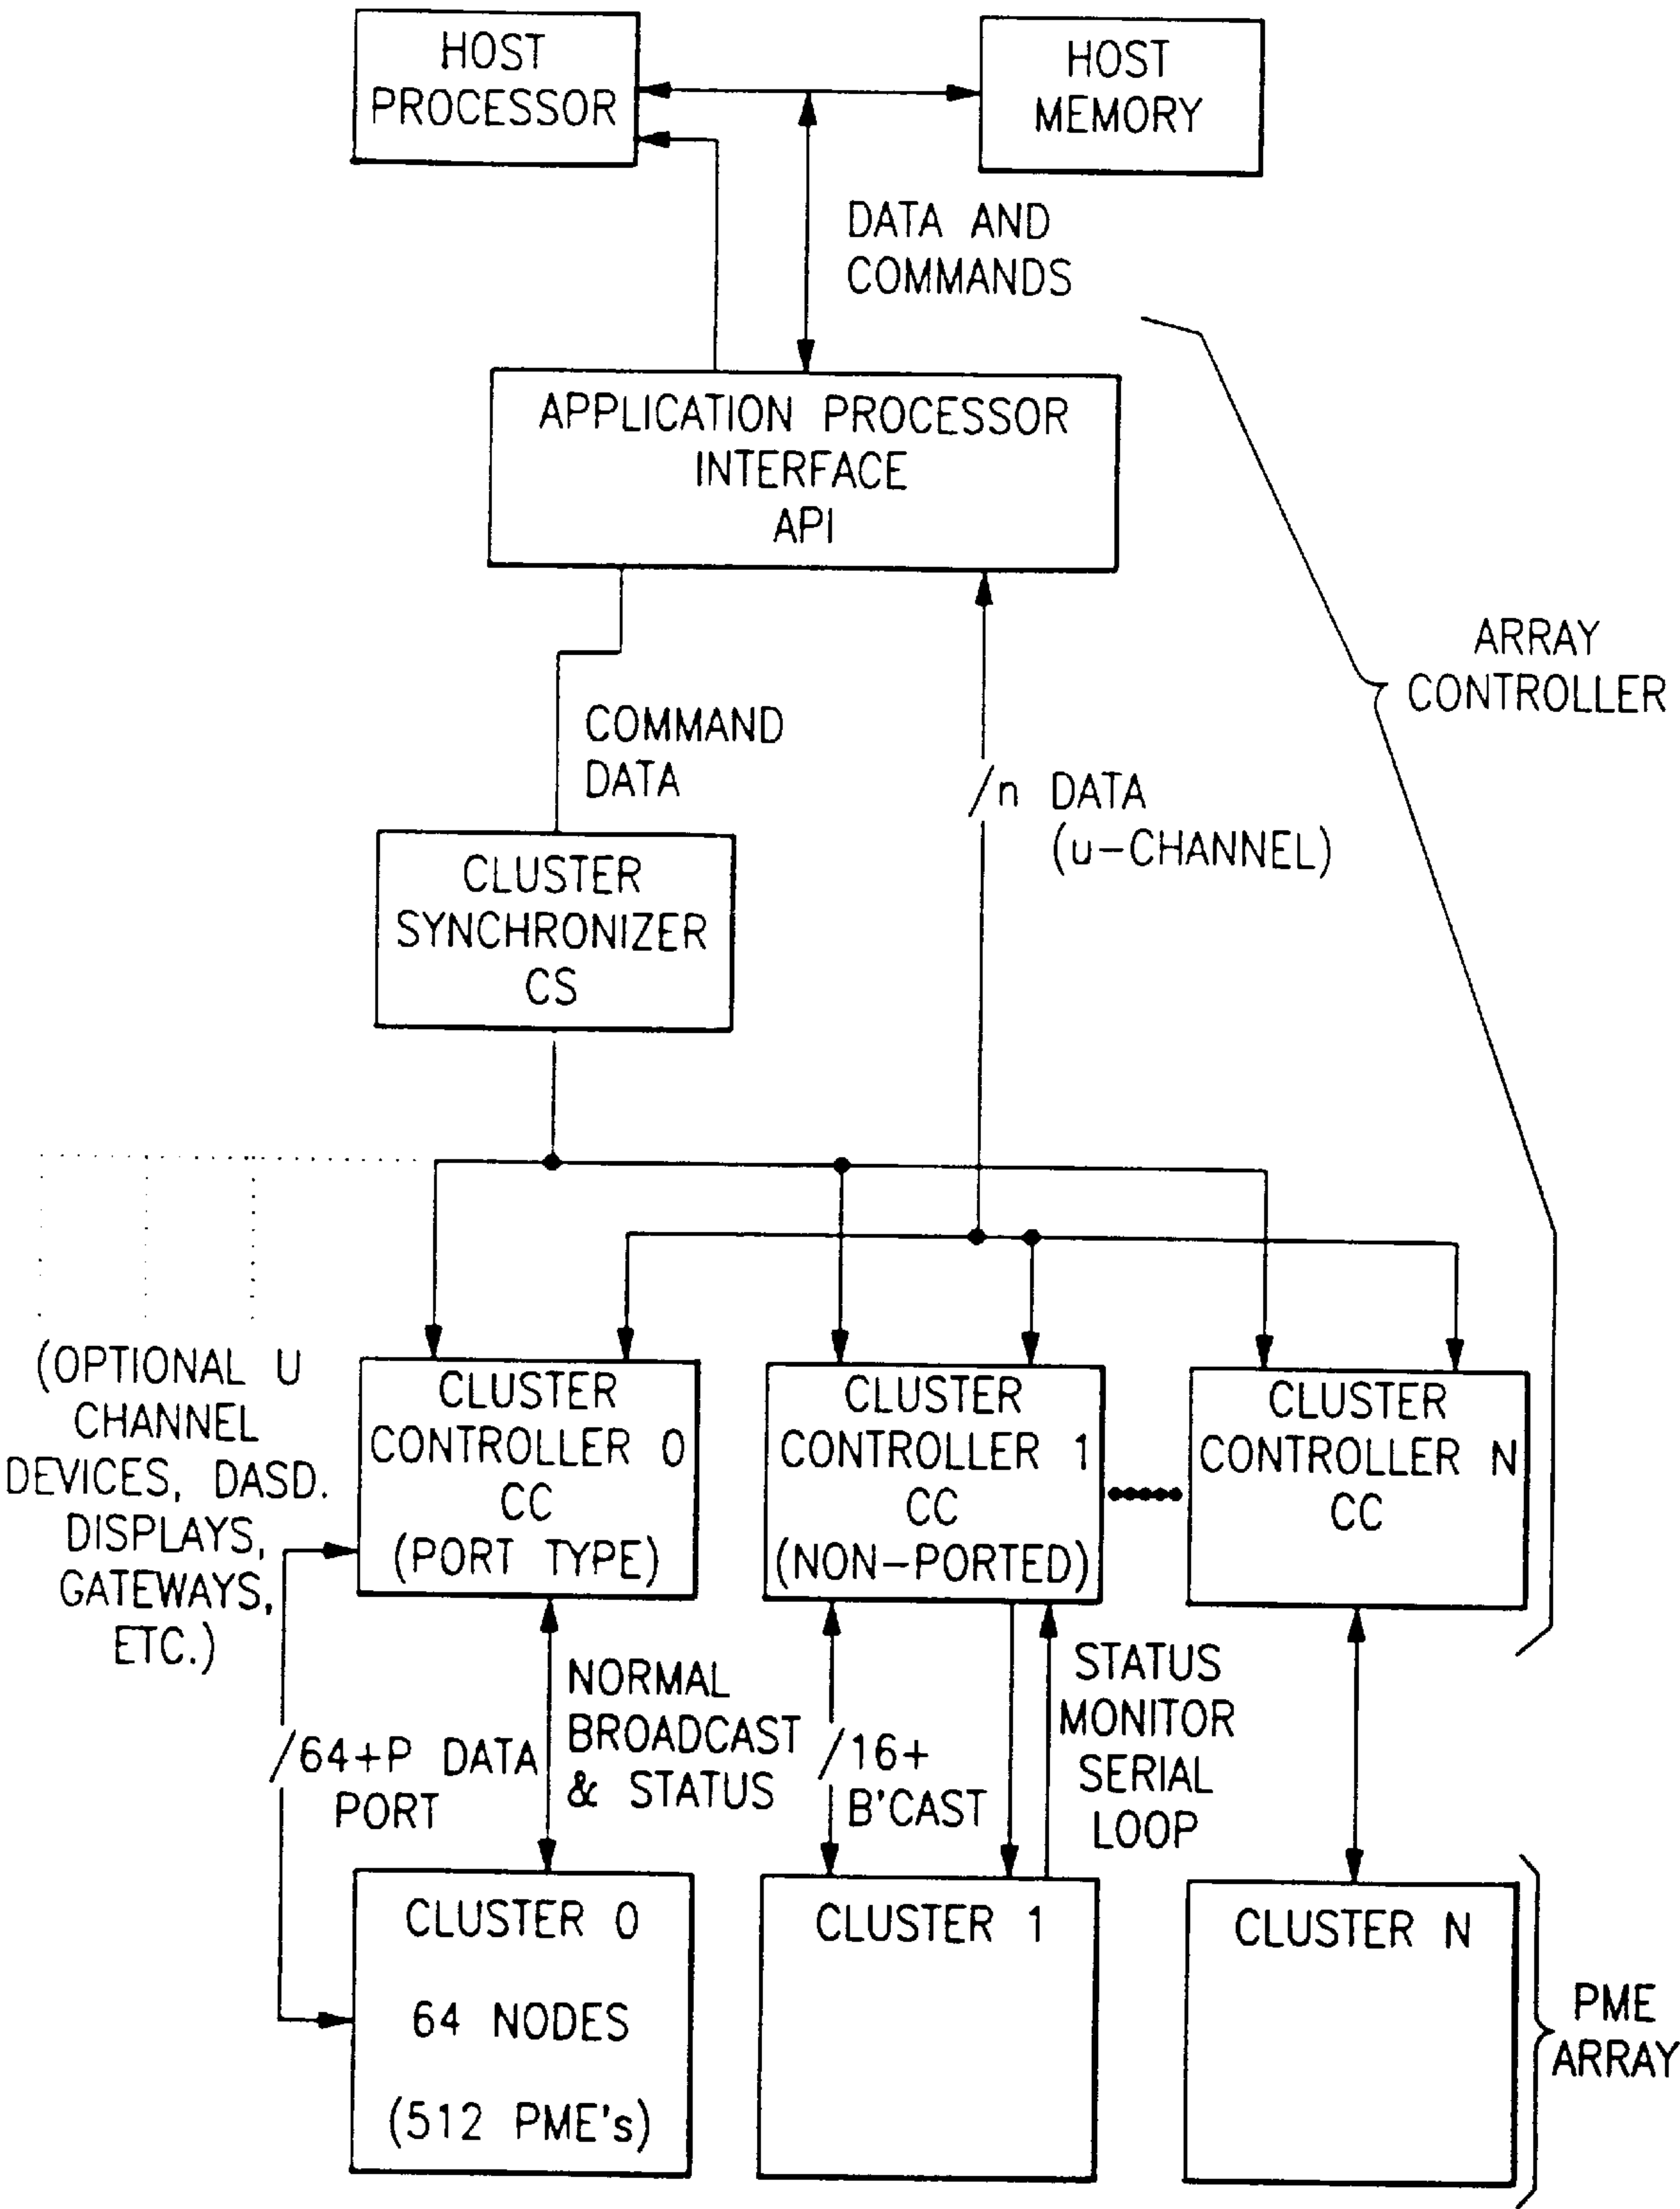 HOST
PROCESSOR
HOST
MEMORY
DATA AND
COMMANDS
APPLICATION PROCESSOR
INTERFACE
API
ARRAY
CONTROLLER
COMMAND
DATA
/n DATA
(u-CHANNEL)
CLUSTER
SYNCHRONIZER
CS
(OPTIONAL U
CHANNEL
DEVICES, DASD.
DISPLAYS,
GATEWAYS,
ETC.)
CLUSTER
CONTROLLER 0
CC
(PORT TYPE)
CLUSTER
CONTROLLER 1
CC
(NON-PORTED)
CLUSTER
CONTROLLER N
CC
/64+P DATA
PORT
NORMAL
BROADCAST
& STATUS
/16+
B'CAST
STATUS
MONITOR
SERIAL
LOOP
CLUSTER 0
64 NODES
(512 PME's)
CLUSTER 1
CLUSTER N
PME
ARRAY